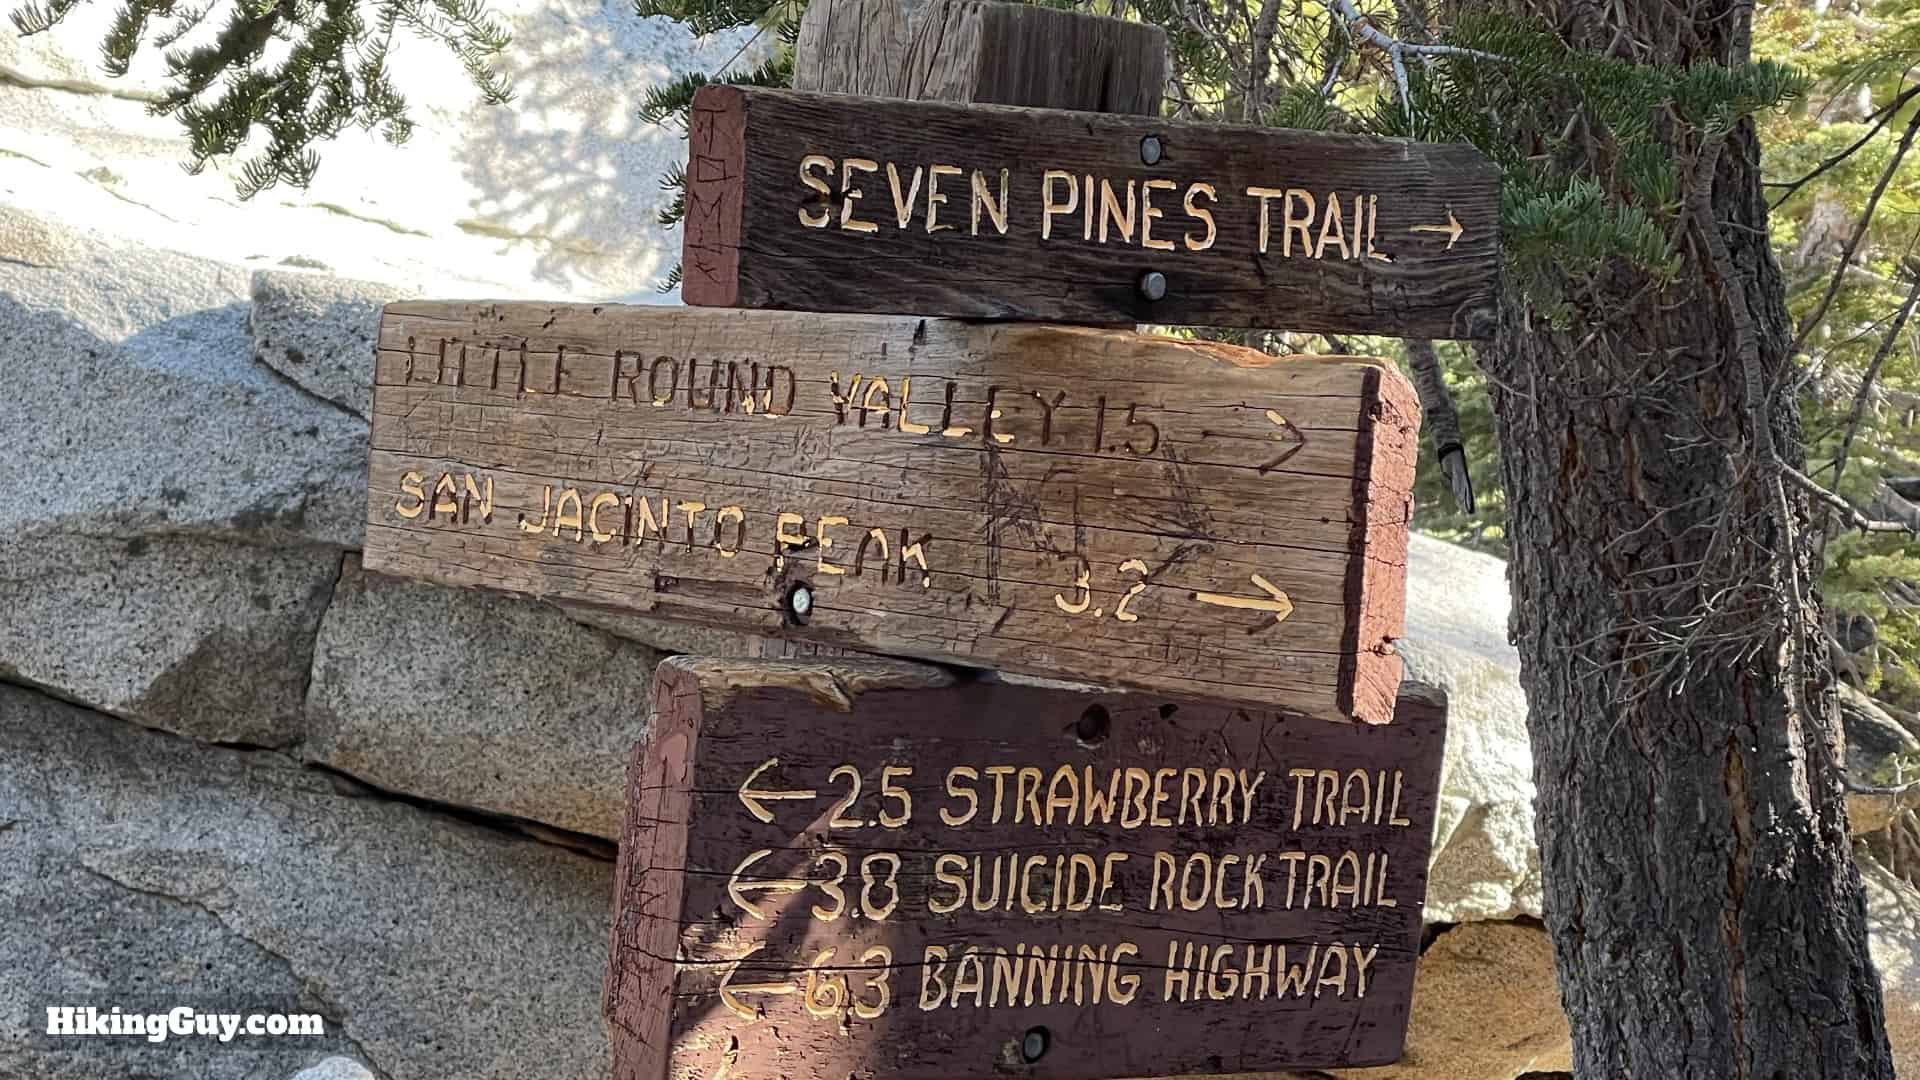 SEVEN PINES TRAIL →
LITTLE ROUND VALLEY 1.5 →
SAN JACINTO PEAK 3.2 →
← 2.5 STRAWBERRY TRAIL
← 3.8 SUICIDE ROCK TRAIL
← 6.3 BANNING HIGHWAY
HikingGuy.com